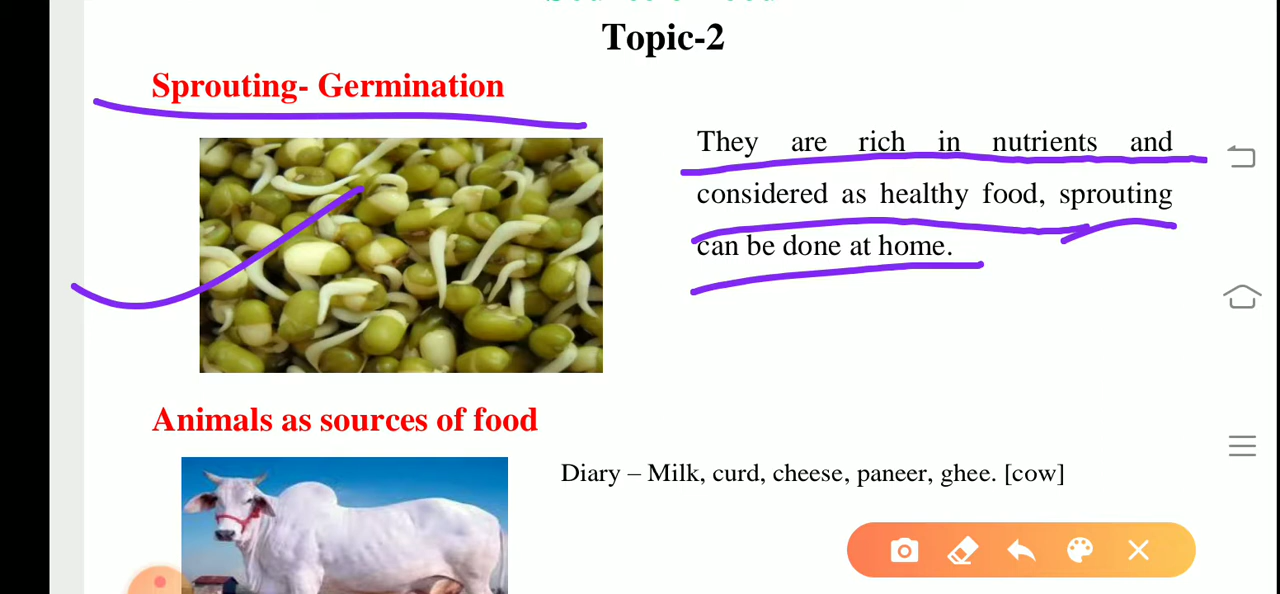 Topic-2
Sprouting- Germination
They are rich in nutrients and
considered as healthy food, sprouting
can be done at home.
Animals as sources of food
Diary – Milk, curd, cheese, paneer, ghee. [cow]